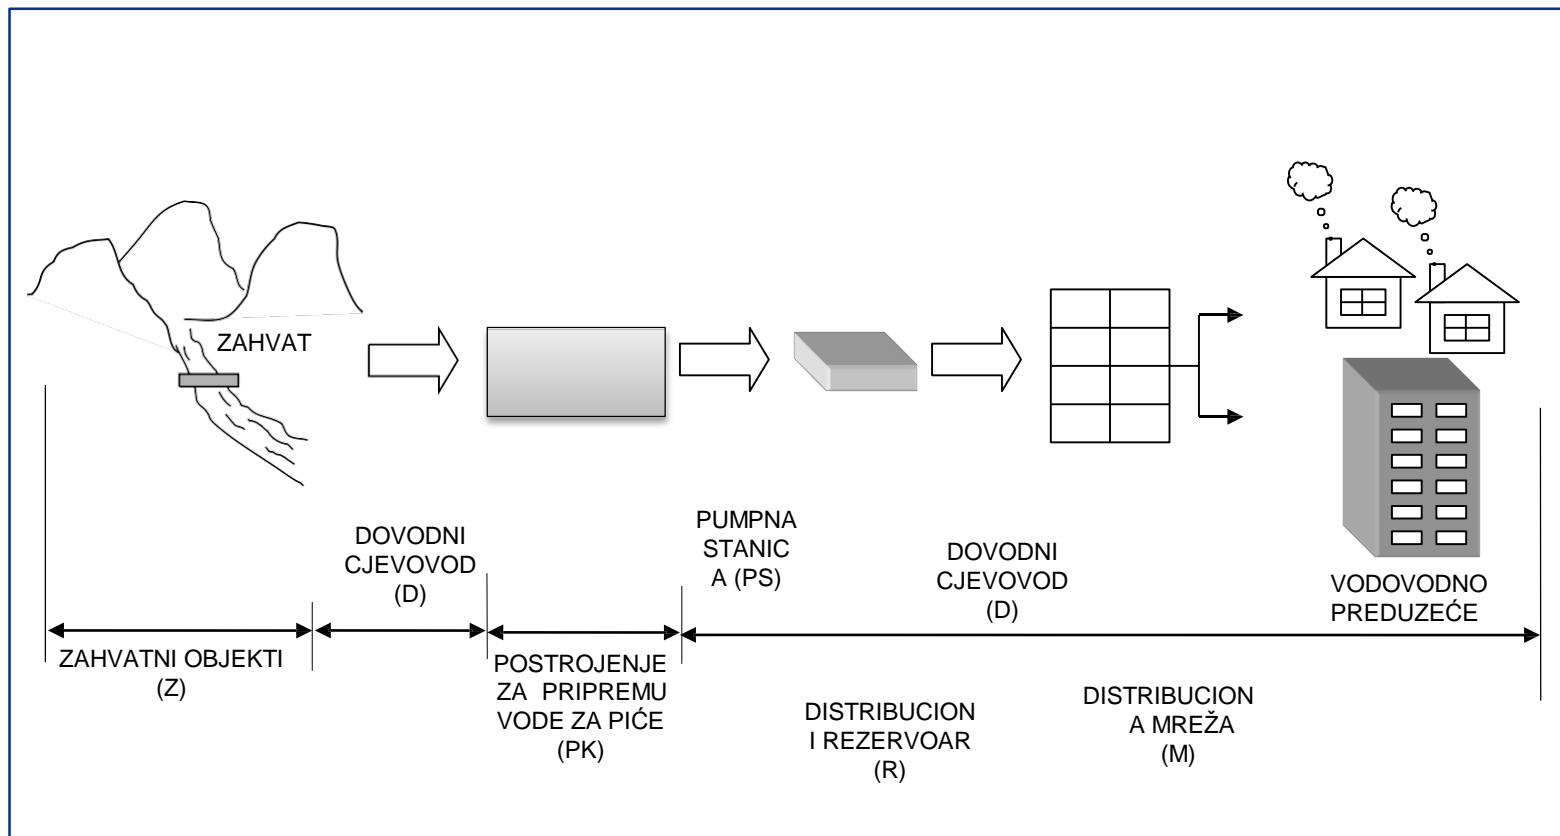 ZAHVAT
DOVODNI
CJEVOVOD
(D)
PUMPNA
STANIC
A (PS)
DOVODNI
CJEVOVOD
(D)
VODOVODNO
PREDUZEĆE
ZAHVATNI OBJEKTI
(Z)
POSTROJENJE
ZA PRIPREMU
VODE ZA PIĆE
(PK)
DISTRIBUCION
I REZERVOAR
(R)
DISTRIBUCION
A MREŽA
(M)